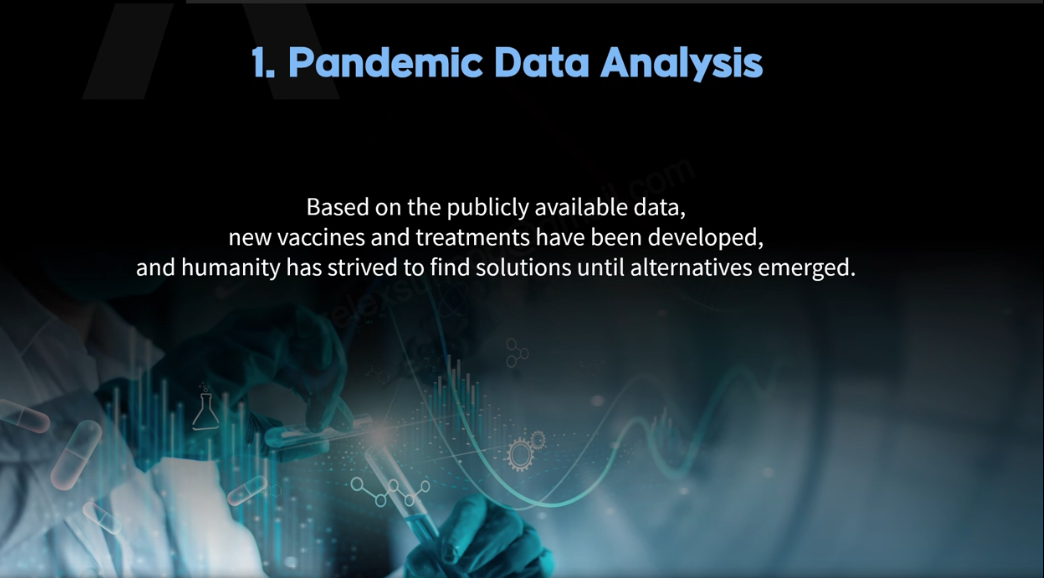 1. Pandemic Data Analysis
Based on the publicly available data,
new vaccines and treatments have been developed,
and humanity has strived to find solutions until alternatives emerged.